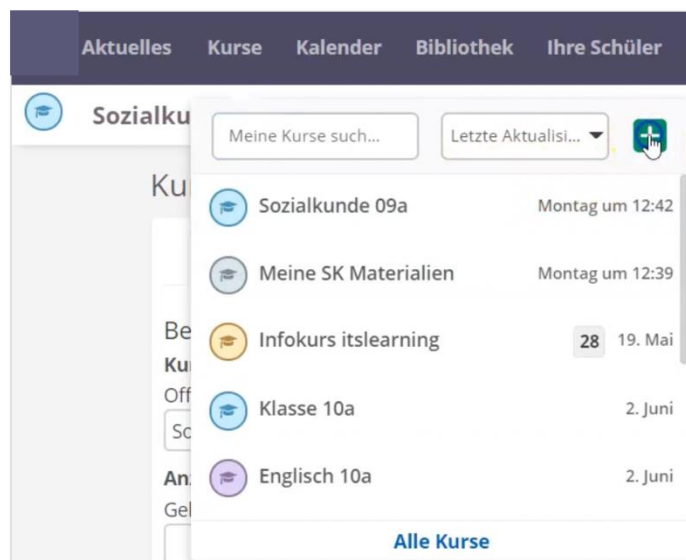 Aktuelles Kurse Kalender Bibliothek Ihre Schüler
Sozialku
Meine Kurse such... Letzte Aktualisi...
Ku
Sozialkunde 09a Montag um 12:42
Meine SK Materialien Montag um 12:39
Be
Infokurs itslearning 28 19. Mai
Ku
Off
Klasse 10a 2. Juni
So
An
Englisch 10a 2. Juni
Gel
Alle Kurse